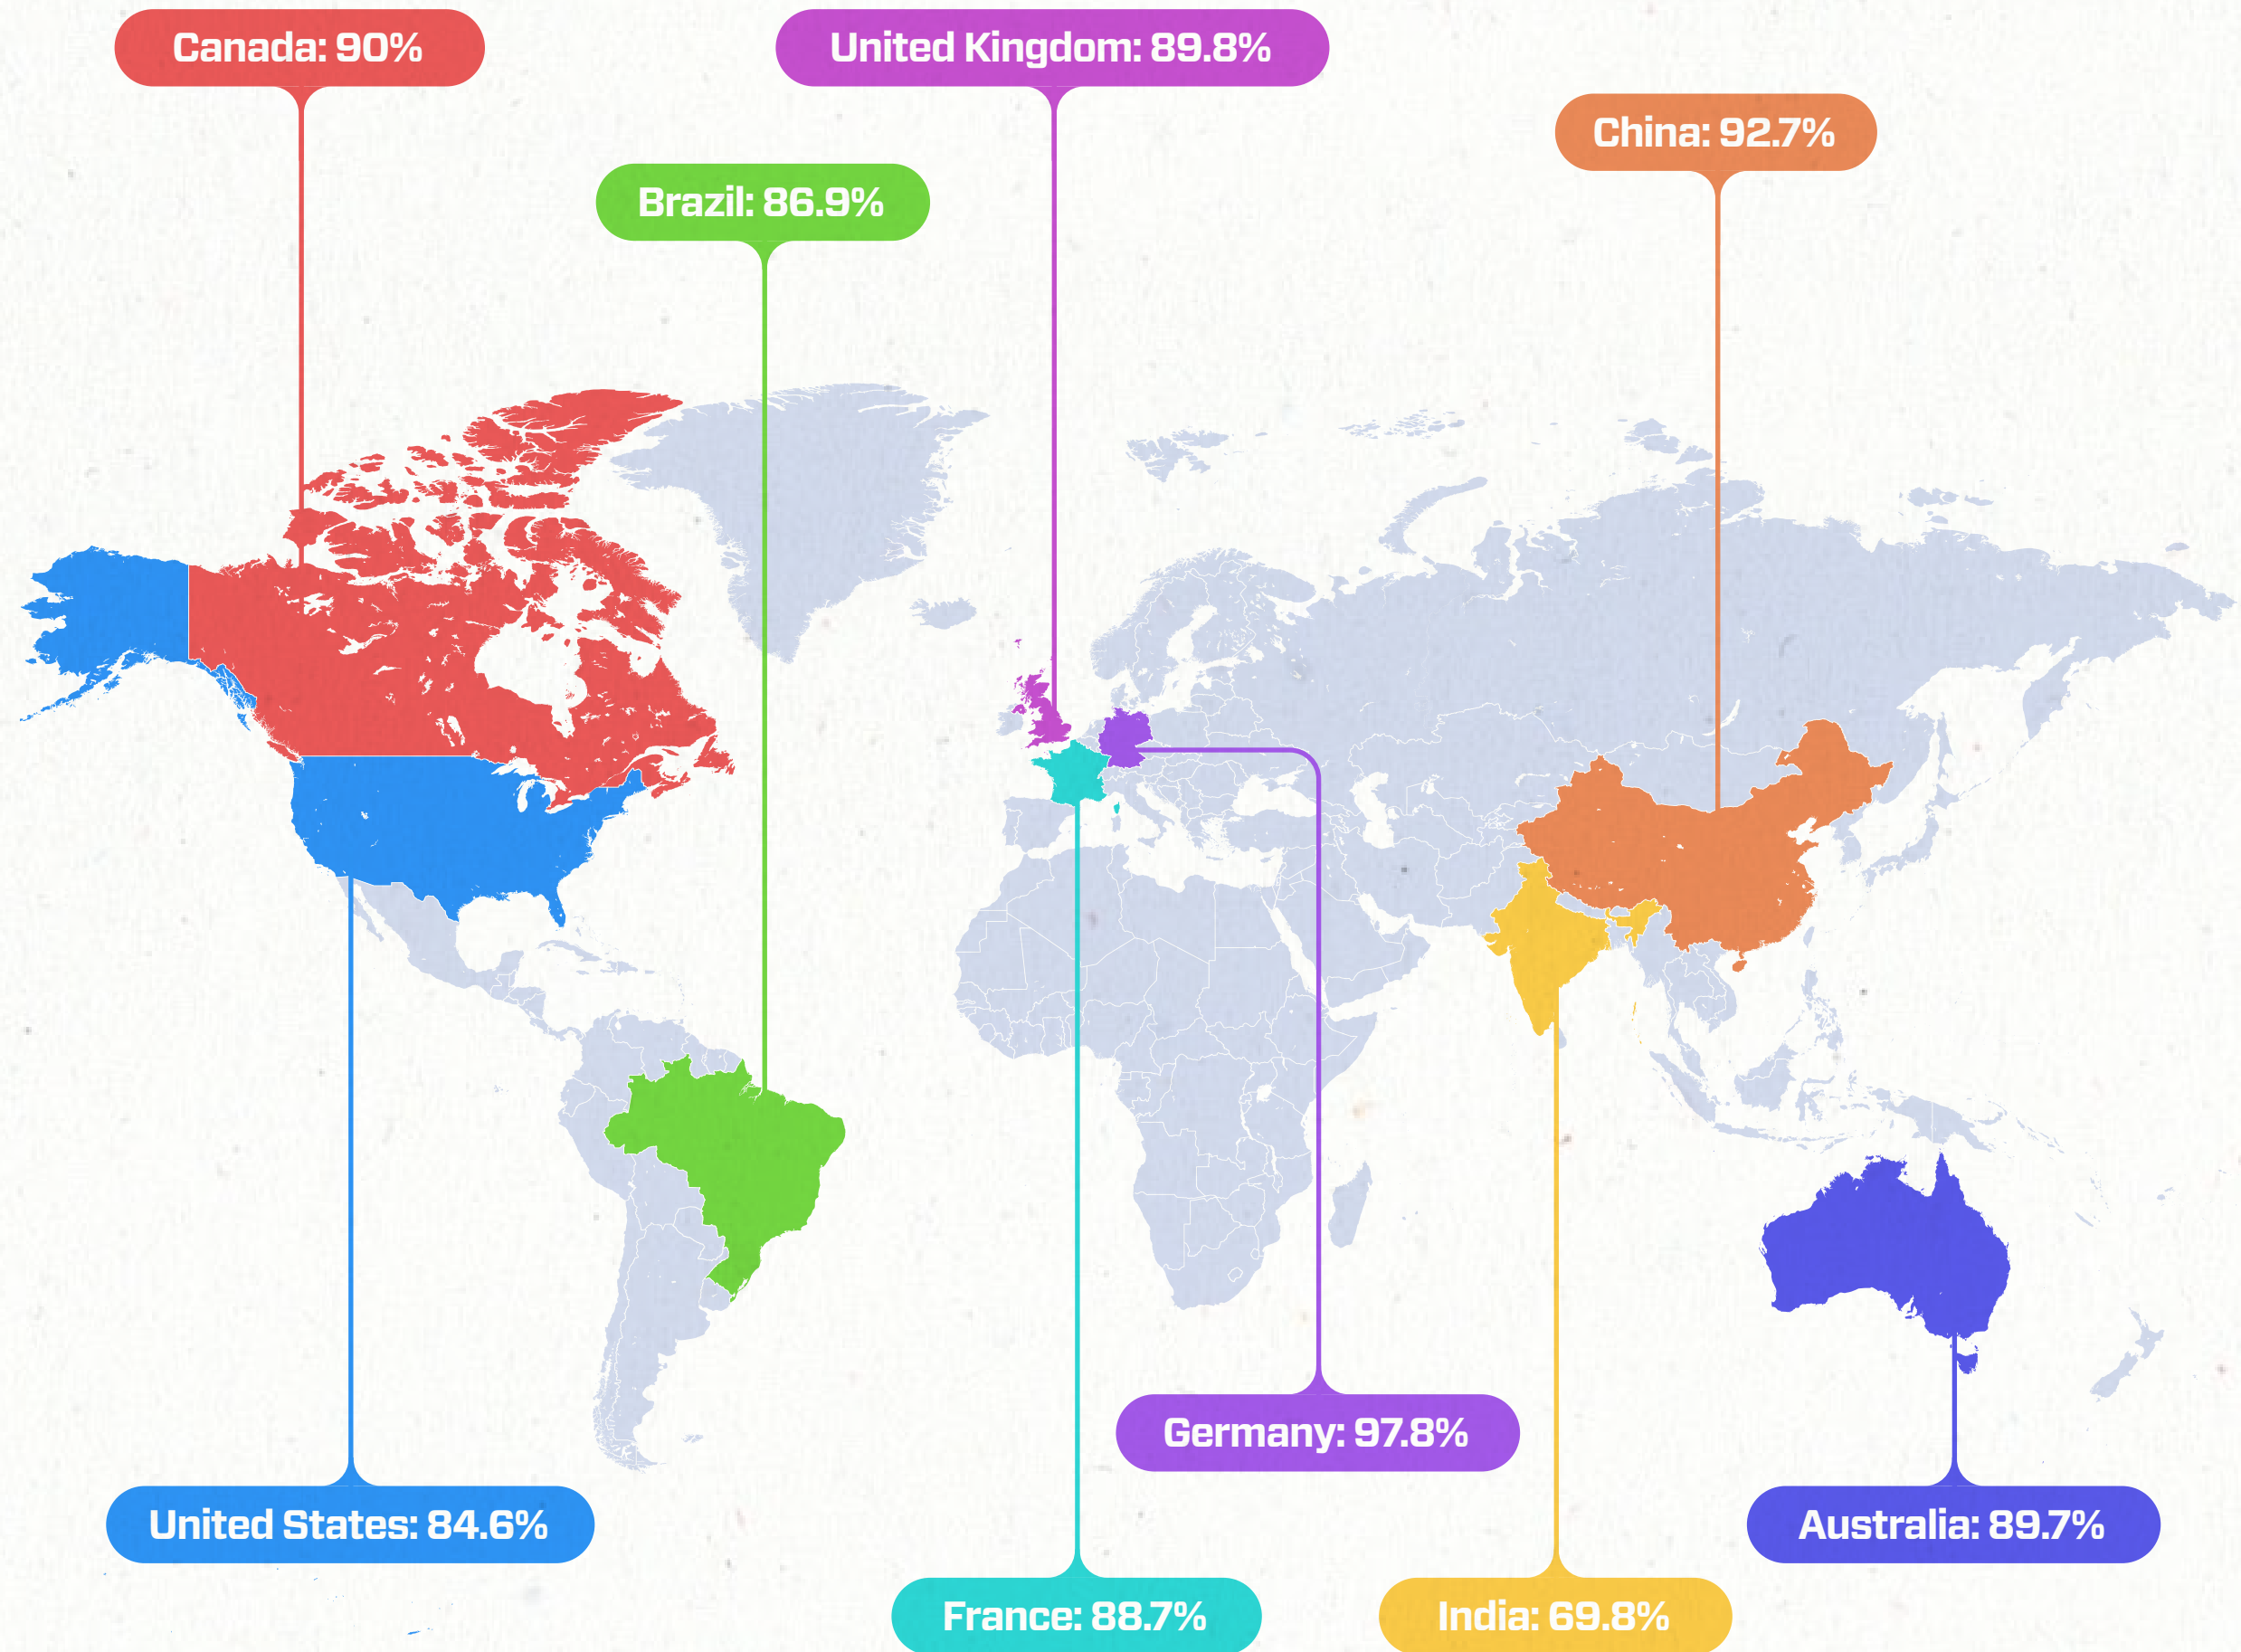 Canada: 90%
United Kingdom: 89.8%
China: 92.7%
Brazil: 86.9%
Germany: 97.8%
United States: 84.6%
Australia: 89.7%
France: 88.7%
India: 69.8%